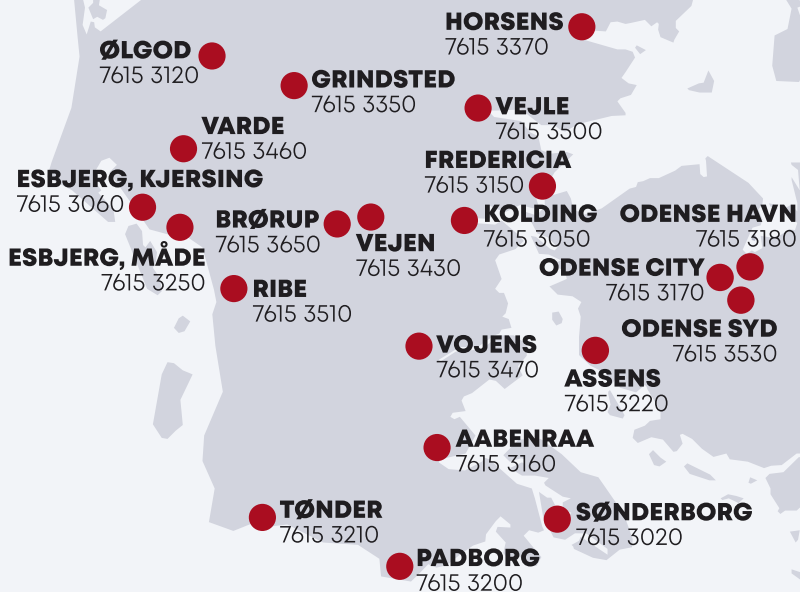 HORSENS
7615 3370
ØLGOD
7615 3120
GRINDSTED
7615 3350
VEJLE
7615 3500
VARDE
7615 3460
FREDERICIA
7615 3150
ESBJERG, KJERSING
7615 3060
BRØRUP
7615 3650
VEJEN
7615 3430
KOLDING
7615 3050
ODENSE HAVN
7615 3180
ESBJERG, MÅDE
7615 3250
ODENSE CITY
7615 3170
RIBE
7615 3510
ODENSE SYD
7615 3530
VOJENS
7615 3470
ASSENS
7615 3220
AABENRAA
7615 3160
TØNDER
7615 3210
SØNDERBORG
7615 3020
PADBORG
7615 3200